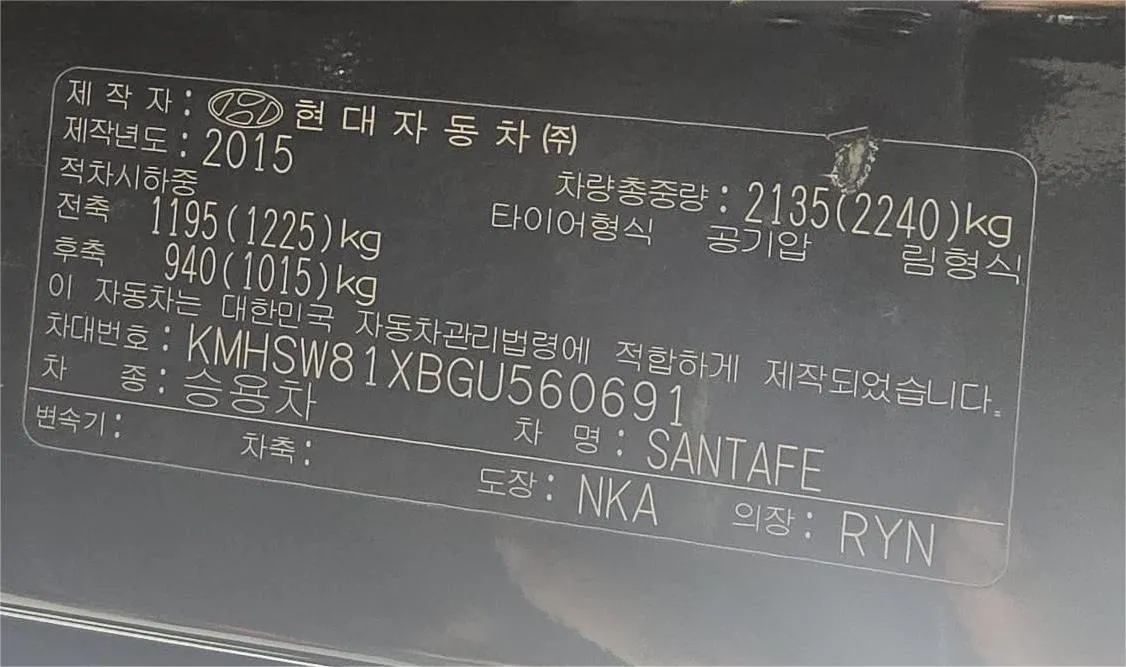 제 작 자 : 현 대 자 동 차 ㈜
제작년도 : 2015
적차시하중 차량총중량 : 2135(2240)kg
전축 1195(1225)kg 타이어형식 공기압 림형식
후축 940(1015)kg
이 자동차는 대한민국 자동차관리법령에 적합하게 제작되었습니다.
차대번호 : KMHSW81XBGU560691
차 종 : 승용차 차 명 : SANTAFE
변속기 : 차축 : 도장 : NKA 의장 : RYN